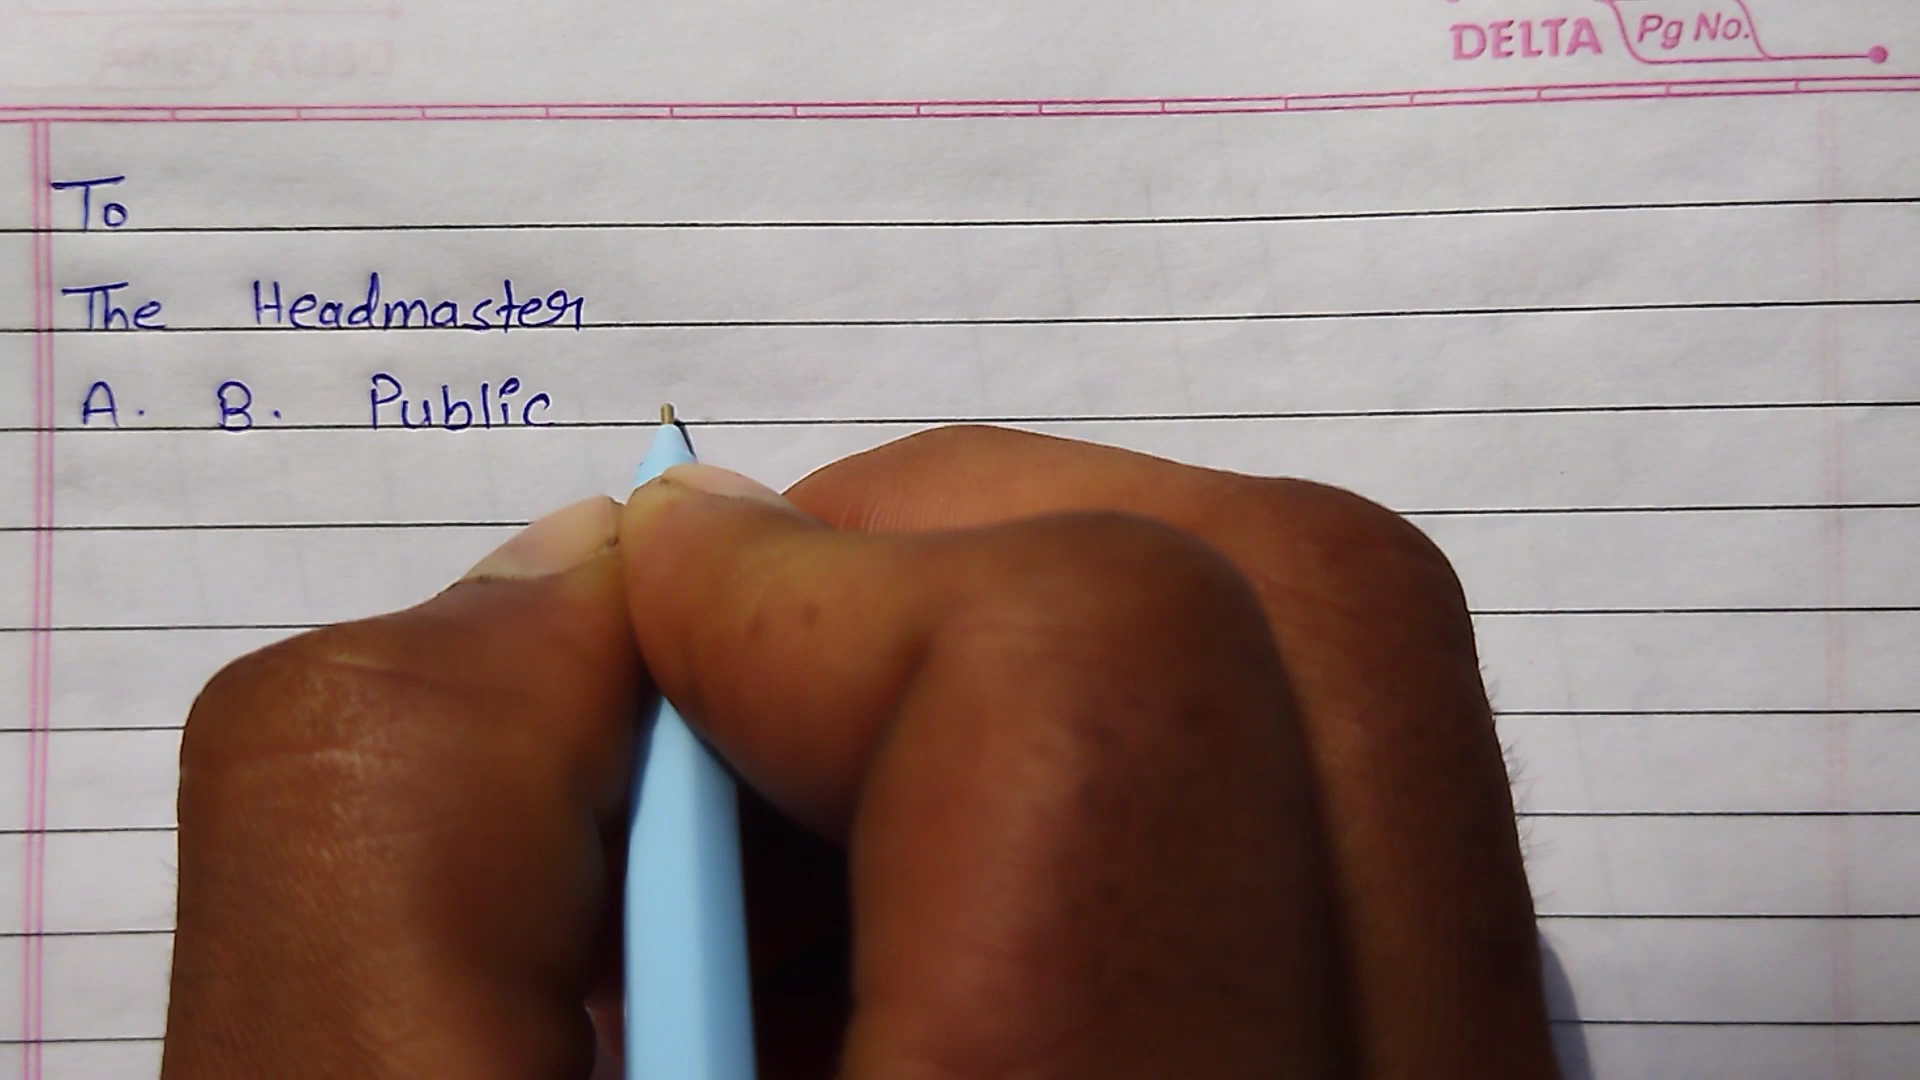 DELTA Pg No.
To
The Headmaster
A. B. Public